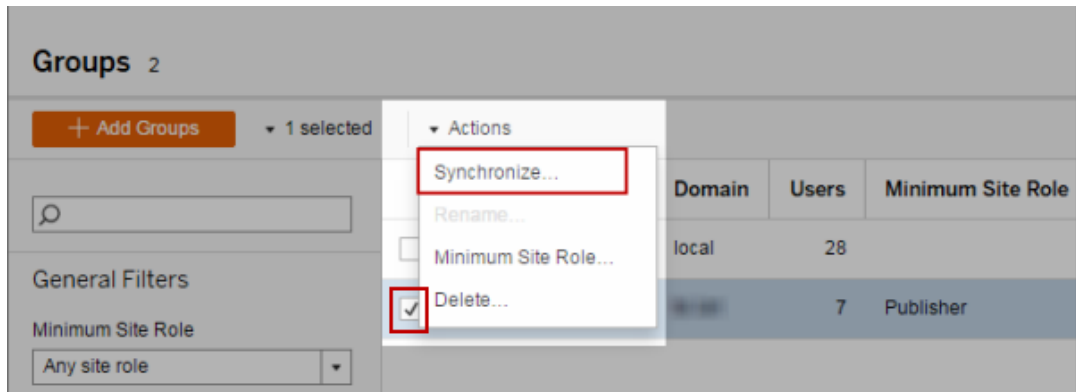 Groups 2
+ Add Groups
1 selected
Actions
Synchronize...
Rename...
Minimum Site Role...
Delete...
Domain Users Minimum Site Role
local 28
7 Publisher
General Filters
Minimum Site Role
Any site role